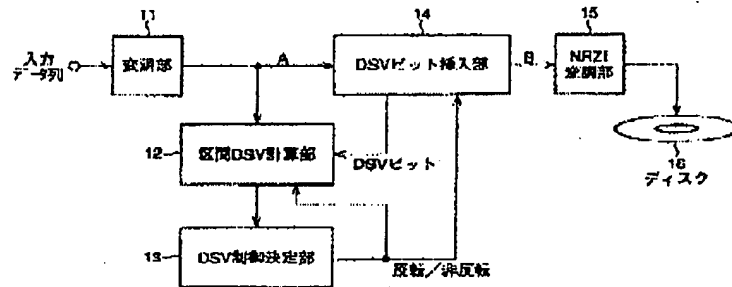 11
14
15
入力
データ列
変調部
A
DSVビット挿入部
B
NRZI
変調部
12
区間DSV計算部
DSVビット
16
ディスク
13
DSV制御決定部
反転/非反転